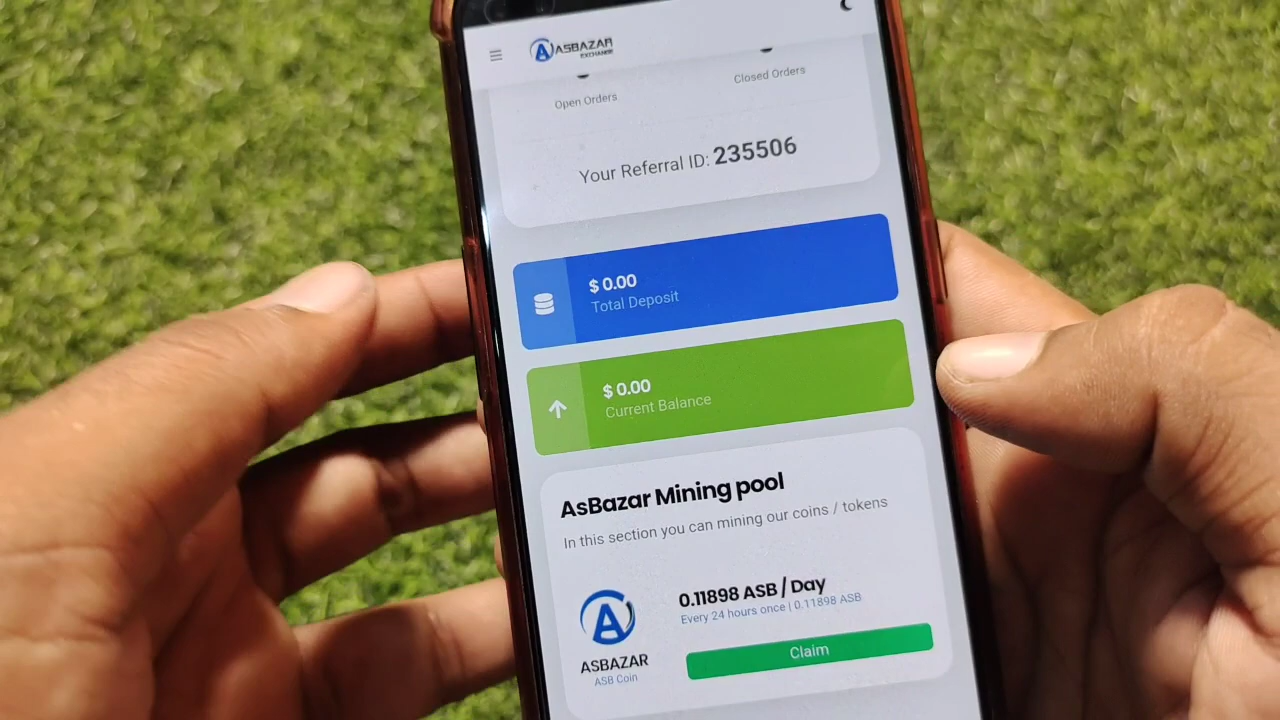 ASBAZAR
EXCHANGE
Open Orders
Closed Orders
Your Referral ID: 235506
$ 0.00
Total Deposit
$ 0.00
Current Balance
AsBazar Mining pool
In this section you can mining our coins / tokens
0.11898 ASB / Day
Every 24 hours once | 0.11898 ASB
Claim
ASBAZAR
ASB Coin